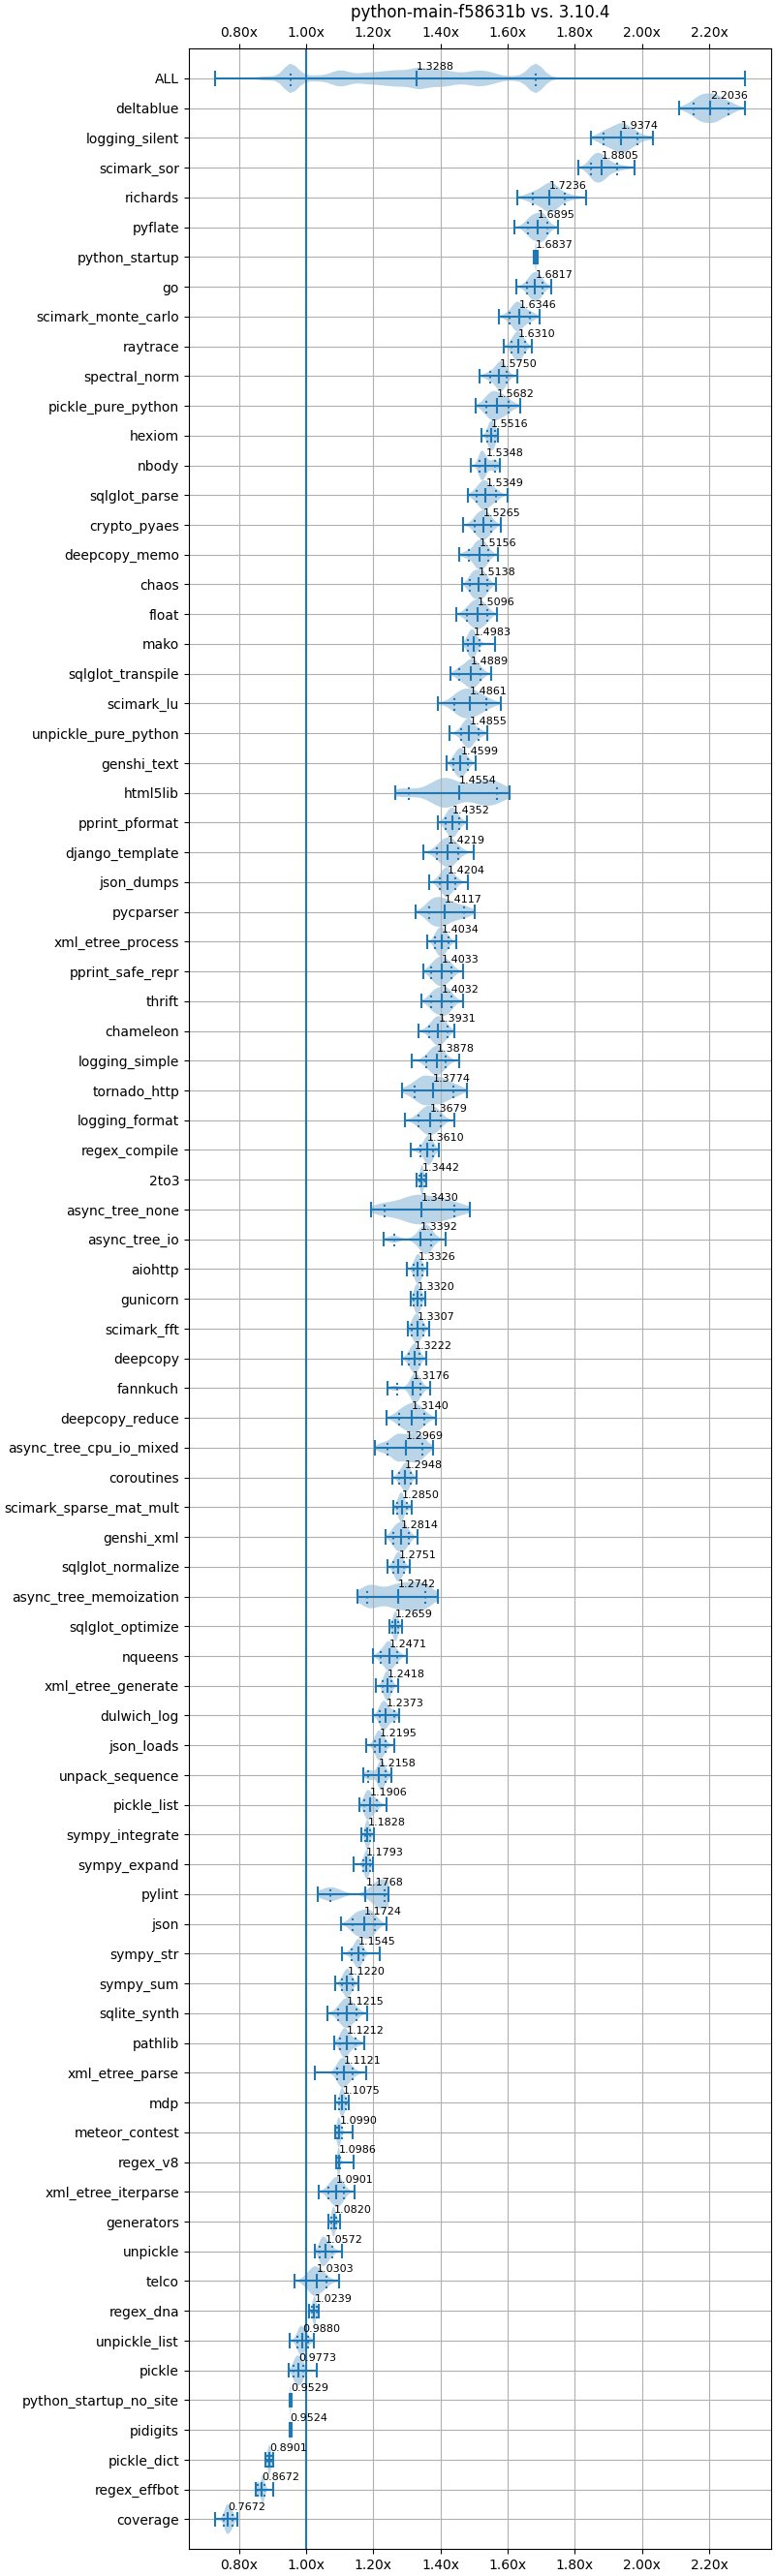 python-main-f58631b vs. 3.10.4
0.80x 1.00x 1.20x 1.40x 1.60x 1.80x 2.00x 2.20x
ALL 1.3288
deltablue 2.2036
logging_silent 1.9374
scimark_sor 1.8805
richards 1.7236
pyflate 1.6895
python_startup 1.6837
go 1.6817
scimark_monte_carlo 1.6346
raytrace 1.6310
spectral_norm 1.5750
pickle_pure_python 1.5682
hexiom 1.5516
nbody 1.5348
sqlglot_parse 1.5349
crypto_pyaes 1.5265
deepcopy_memo 1.5156
chaos 1.5138
float 1.5096
mako 1.4983
sqlglot_transpile 1.4889
scimark_lu 1.4861
unpickle_pure_python 1.4855
genshi_text 1.4599
html5lib 1.4554
pprint_pformat 1.4352
django_template 1.4219
json_dumps 1.4204
pycparser 1.4117
xml_etree_process 1.4034
pprint_safe_repr 1.4033
thrift 1.4032
chameleon 1.3931
logging_simple 1.3878
tornado_http 1.3774
logging_format 1.3679
regex_compile 1.3610
2to3 1.3442
async_tree_none 1.3430
async_tree_io 1.3392
aiohttp 1.3326
gunicorn 1.3320
scimark_fft 1.3307
deepcopy 1.3222
fannkuch 1.3176
deepcopy_reduce 1.3140
async_tree_cpu_io_mixed 1.2969
coroutines 1.2948
scimark_sparse_mat_mult 1.2850
genshi_xml 1.2814
sqlglot_normalize 1.2751
async_tree_memoization 1.2742
sqlglot_optimize 1.2659
nqueens 1.2471
xml_etree_generate 1.2418
dulwich_log 1.2373
json_loads 1.2195
unpack_sequence 1.2158
pickle_list 1.1906
sympy_integrate 1.1828
sympy_expand 1.1793
pylint 1.1768
json 1.1724
sympy_str 1.1545
sympy_sum 1.1220
sqlite_synth 1.1215
pathlib 1.1212
xml_etree_parse 1.1121
mdp 1.1075
meteor_contest 1.0990
regex_v8 1.0986
xml_etree_iterparse 1.0901
generators 1.0820
unpickle 1.0572
telco 1.0303
regex_dna 1.0239
unpickle_list 0.9880
pickle 0.9773
python_startup_no_site 0.9529
pidigits 0.9524
pickle_dict 0.8901
regex_effbot 0.8672
coverage 0.7672
0.80x 1.00x 1.20x 1.40x 1.60x 1.80x 2.00x 2.20x